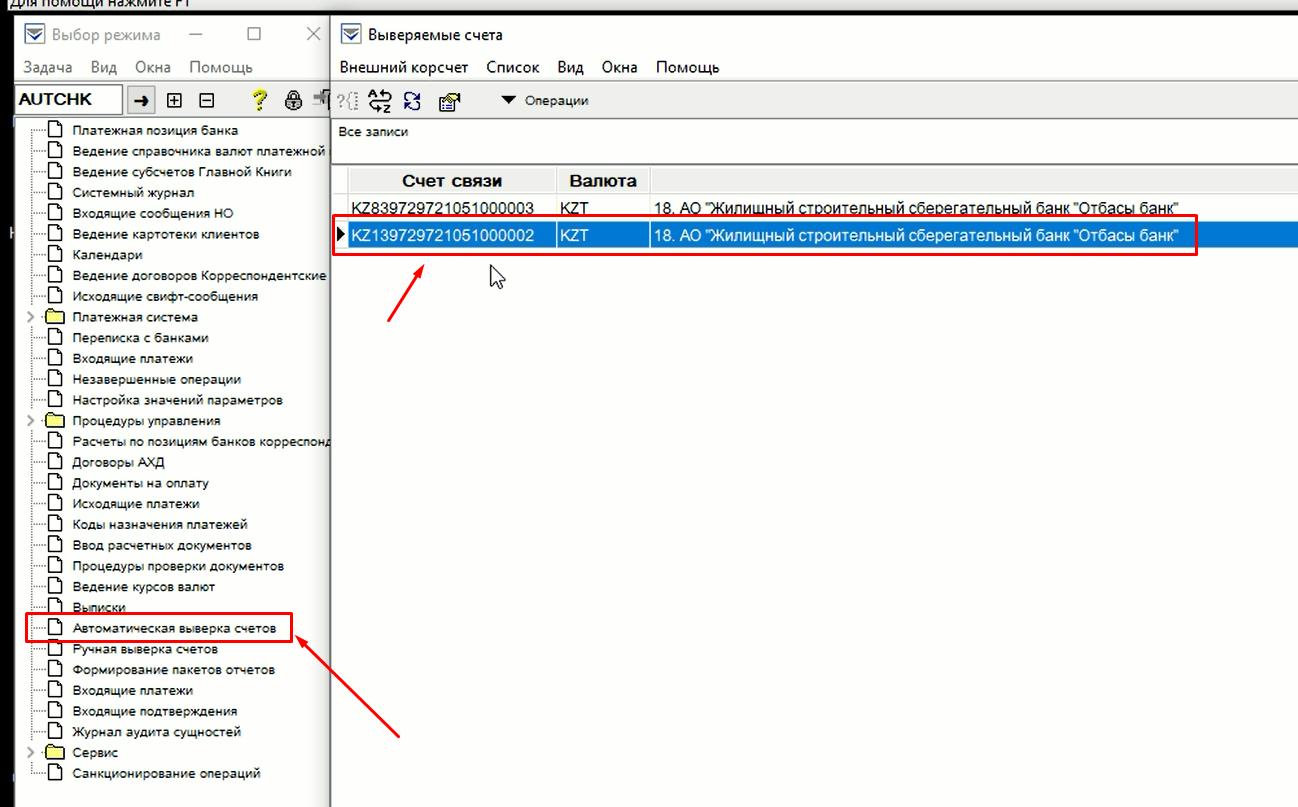 Для помощи нажмите F1
Выбор режима
Задача Вид Окна Помощь
AUTCHK
Платежная позиция банка
Ведение справочника валют платежной
Ведение субсчетов Главной Книги
Системный журнал
Входящие сообщения НО
Ведение картотеки клиентов
Календари
Ведение договоров Корреспондентские
Исходящие свифт-сообщения
Платежная система
Переписка с банками
Входящие платежи
Незавершенные операции
Настройка значений параметров
Процедуры управления
Расчеты по позициям банков корреспонд
Договоры АХД
Документы на оплату
Исходящие платежи
Коды назначения платежей
Ввод расчетных документов
Процедуры проверки документов
Ведение курсов валют
Выписки
Автоматическая выверка счетов
Ручная выверка счетов
Формирование пакетов отчетов
Входящие платежи
Входящие подтверждения
Журнал аудита сущностей
Сервис
Санкционирование операций
Выверяемые счета
Внешний корсчет Список Вид Окна Помощь
Операции
Все записи
Счет связи Валюта
KZ839729721051000003 KZT 18. АО "Жилищный строительный сберегательный банк "Отбасы банк"
KZ139729721051000002 KZT 18. АО "Жилищный строительный сберегательный банк "Отбасы банк"